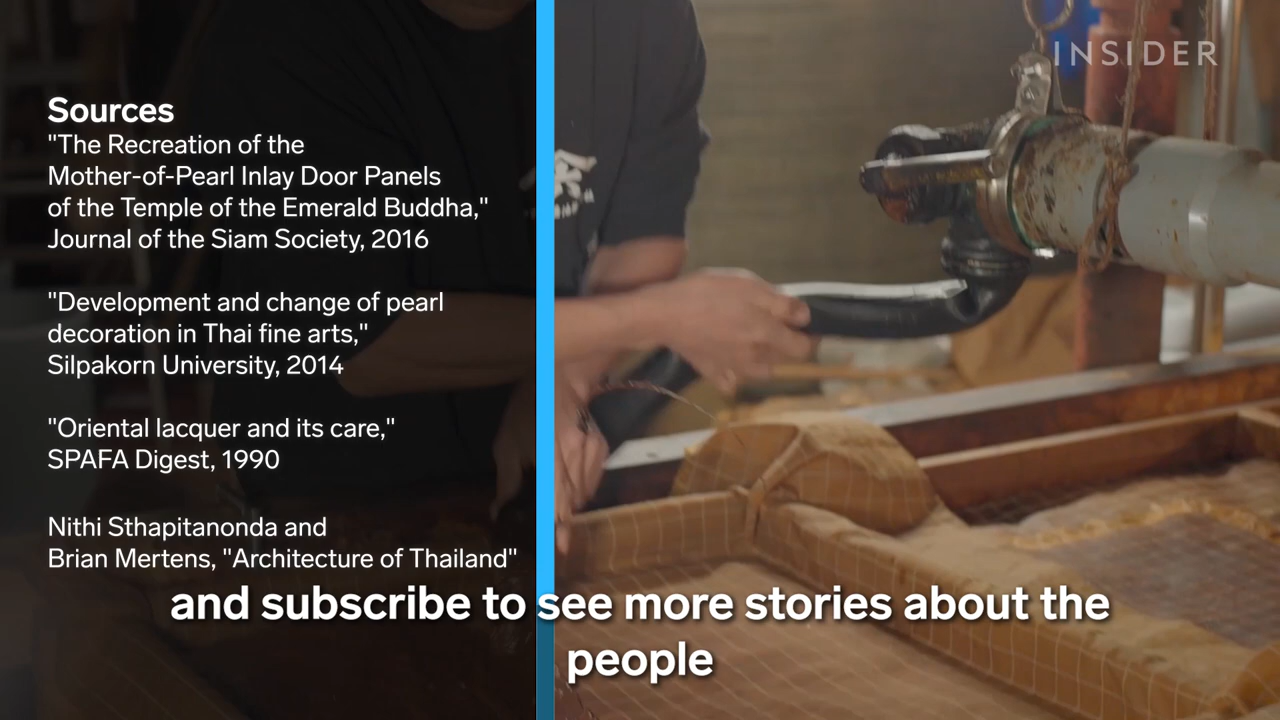 INSIDER
Sources
"The Recreation of the
Mother-of-Pearl Inlay Door Panels
of the Temple of the Emerald Buddha,"
Journal of the Siam Society, 2016
"Development and change of pearl
decoration in Thai fine arts,"
Silpakorn University, 2014
"Oriental lacquer and its care,"
SPAFA Digest, 1990
Nithi Sthapitanonda and
Brian Mertens, "Architecture of Thailand"
and subscribe to see more stories about the
people